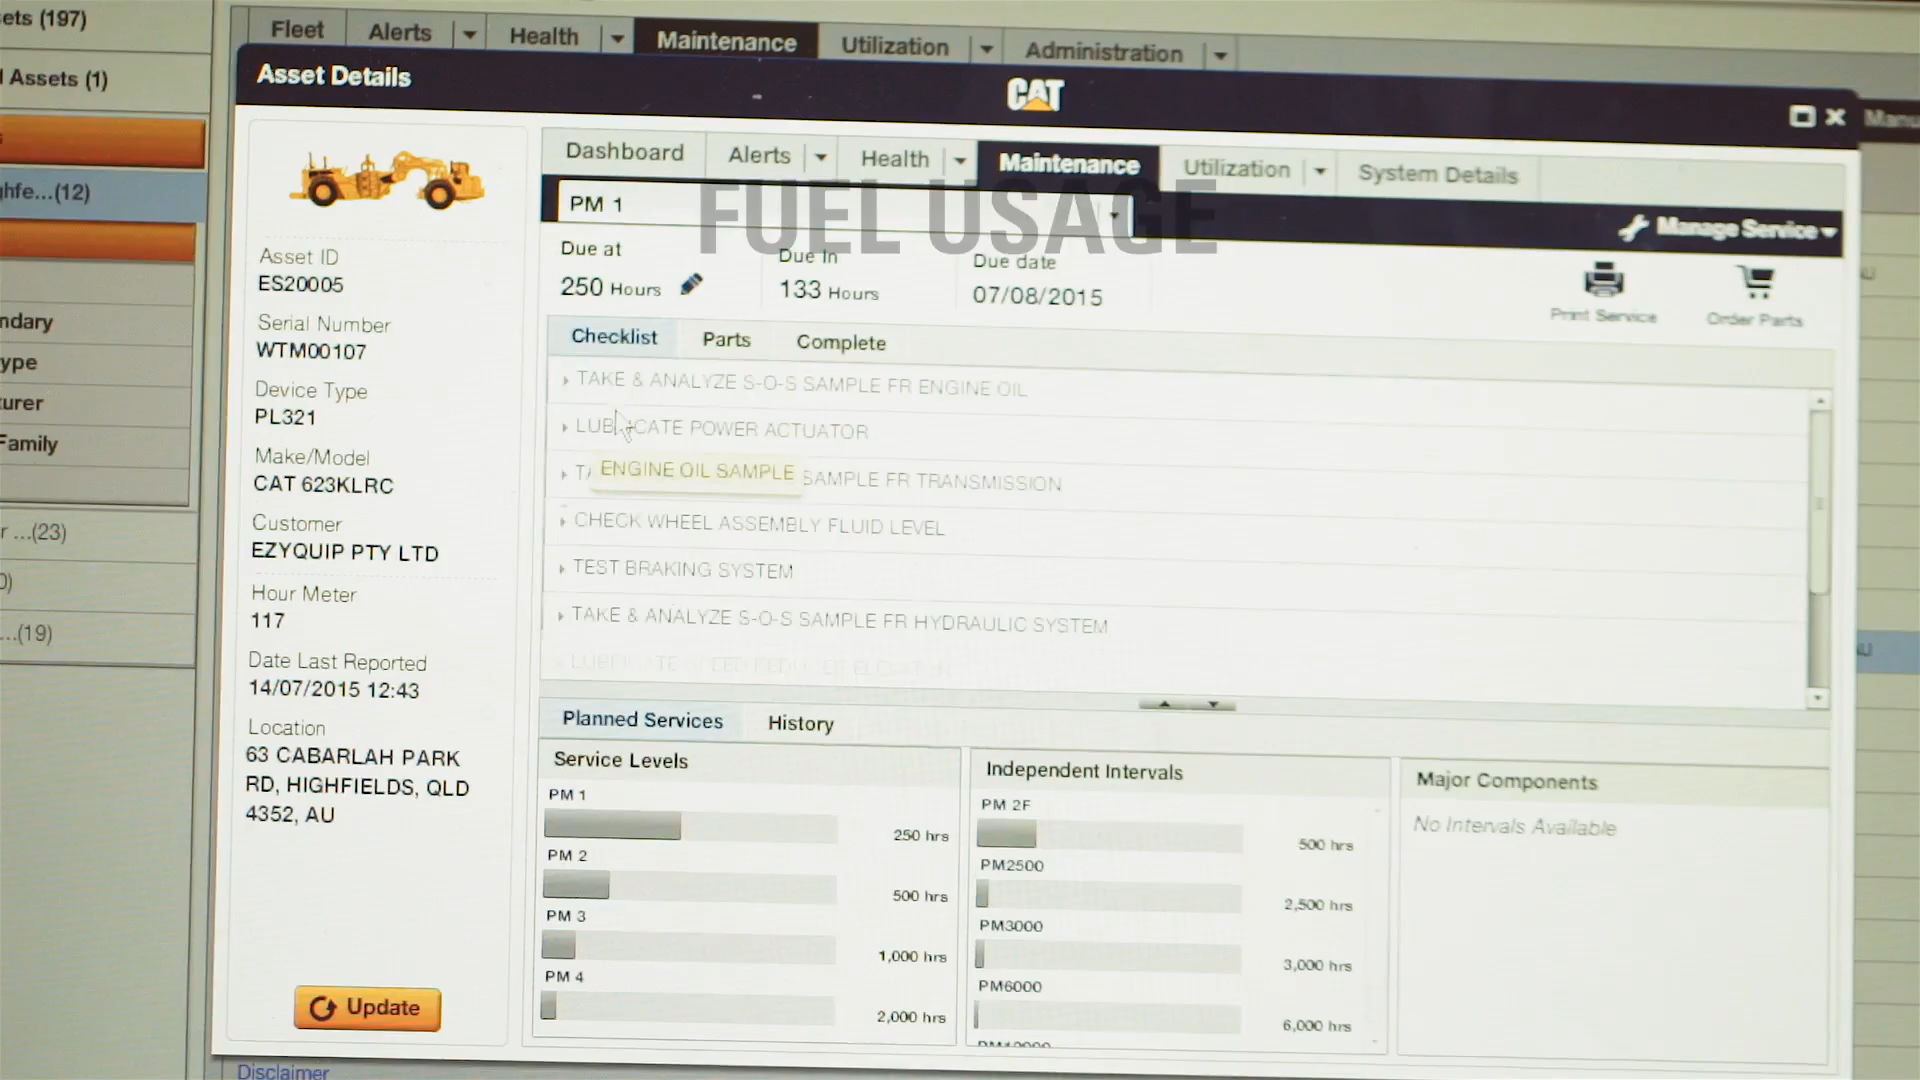 ets (197)
Assets (1)
ghfe...(12)
ndary
ype
urer
Family
r ...(23)
0)
...(19)
Fleet
Alerts
Health
Maintenance
Utilization
Administration
Asset Details
CAT
Manu
Asset ID
ES20005
Serial Number
WTM00107
Device Type
PL321
Make/Model
CAT 623KLRC
Customer
EZYQUIP PTY LTD
Hour Meter
117
Date Last Reported
14/07/2015 12:43
Location
63 CABARLAH PARK
RD, HIGHFIELDS, QLD
4352, AU
Update
Dashboard
Alerts
Health
Maintenance
Utilization
System Details
PM 1
FUEL USAGE
Manage Service
Due at
250 Hours
Due In
133 Hours
Due date
07/08/2015
Print Service
Order Parts
Checklist
Parts
Complete
TAKE & ANALYZE S-O-S SAMPLE FR ENGINE OIL
LUBRICATE POWER ACTUATOR
ENGINE OIL SAMPLE
SAMPLE FR TRANSMISSION
CHECK WHEEL ASSEMBLY FLUID LEVEL
TEST BRAKING SYSTEM
TAKE & ANALYZE S-O-S SAMPLE FR HYDRAULIC SYSTEM
Planned Services
History
Service Levels
PM 1
250 hrs
PM 2
500 hrs
PM 3
1,000 hrs
PM 4
2,000 hrs
Independent Intervals
PM 2F
500 hrs
PM2500
2,500 hrs
PM3000
3,000 hrs
PM6000
6,000 hrs
Major Components
No Intervals Available
Disclaimer